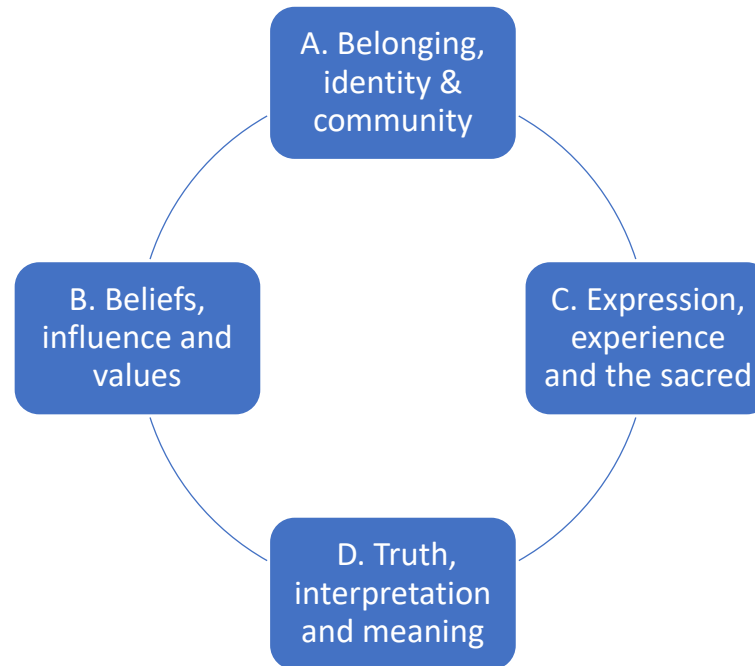 A. Belonging,
identity &
community
B. Beliefs,
influence and
values
C. Expression,
experience
and the sacred
D. Truth,
interpretation
and meaning